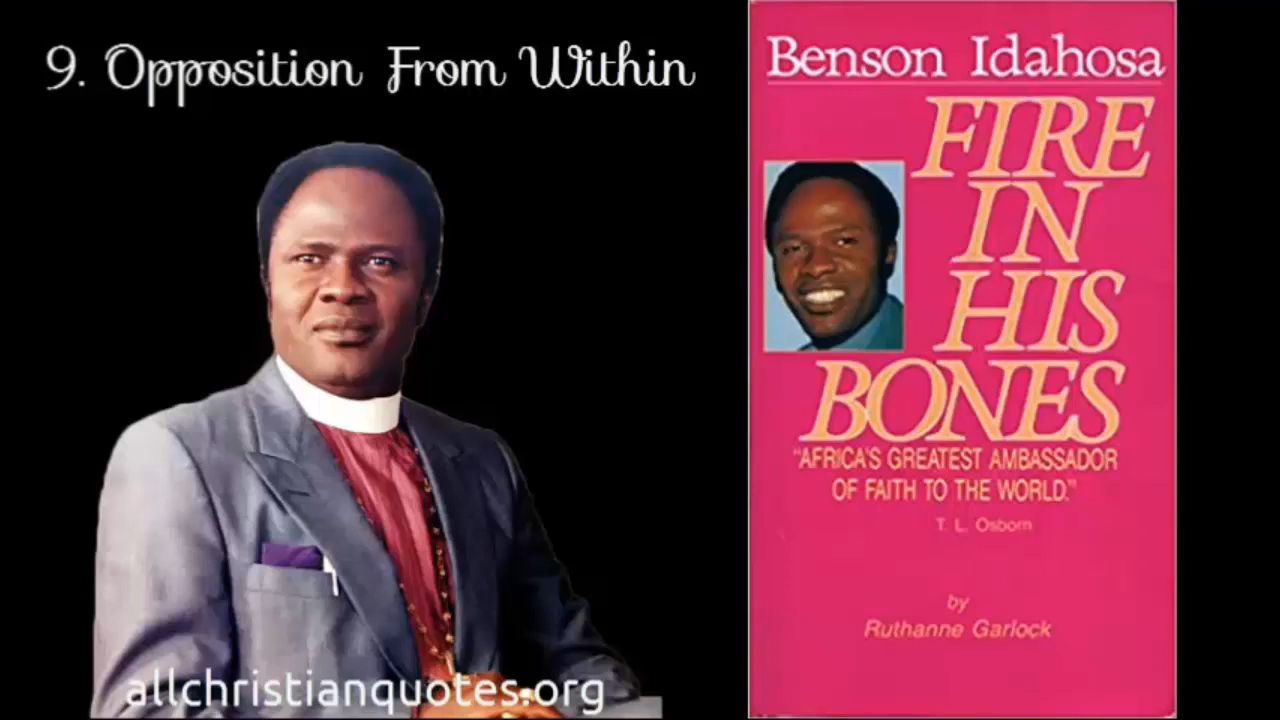 9. Opposition From Within
allchristianquotes.org
Benson Idahosa
FIRE
IN
HIS
BONES
"AFRICA'S GREATEST AMBASSADOR
OF FAITH TO THE WORLD."
T. L. Osborn
by
Ruthanne Garlock